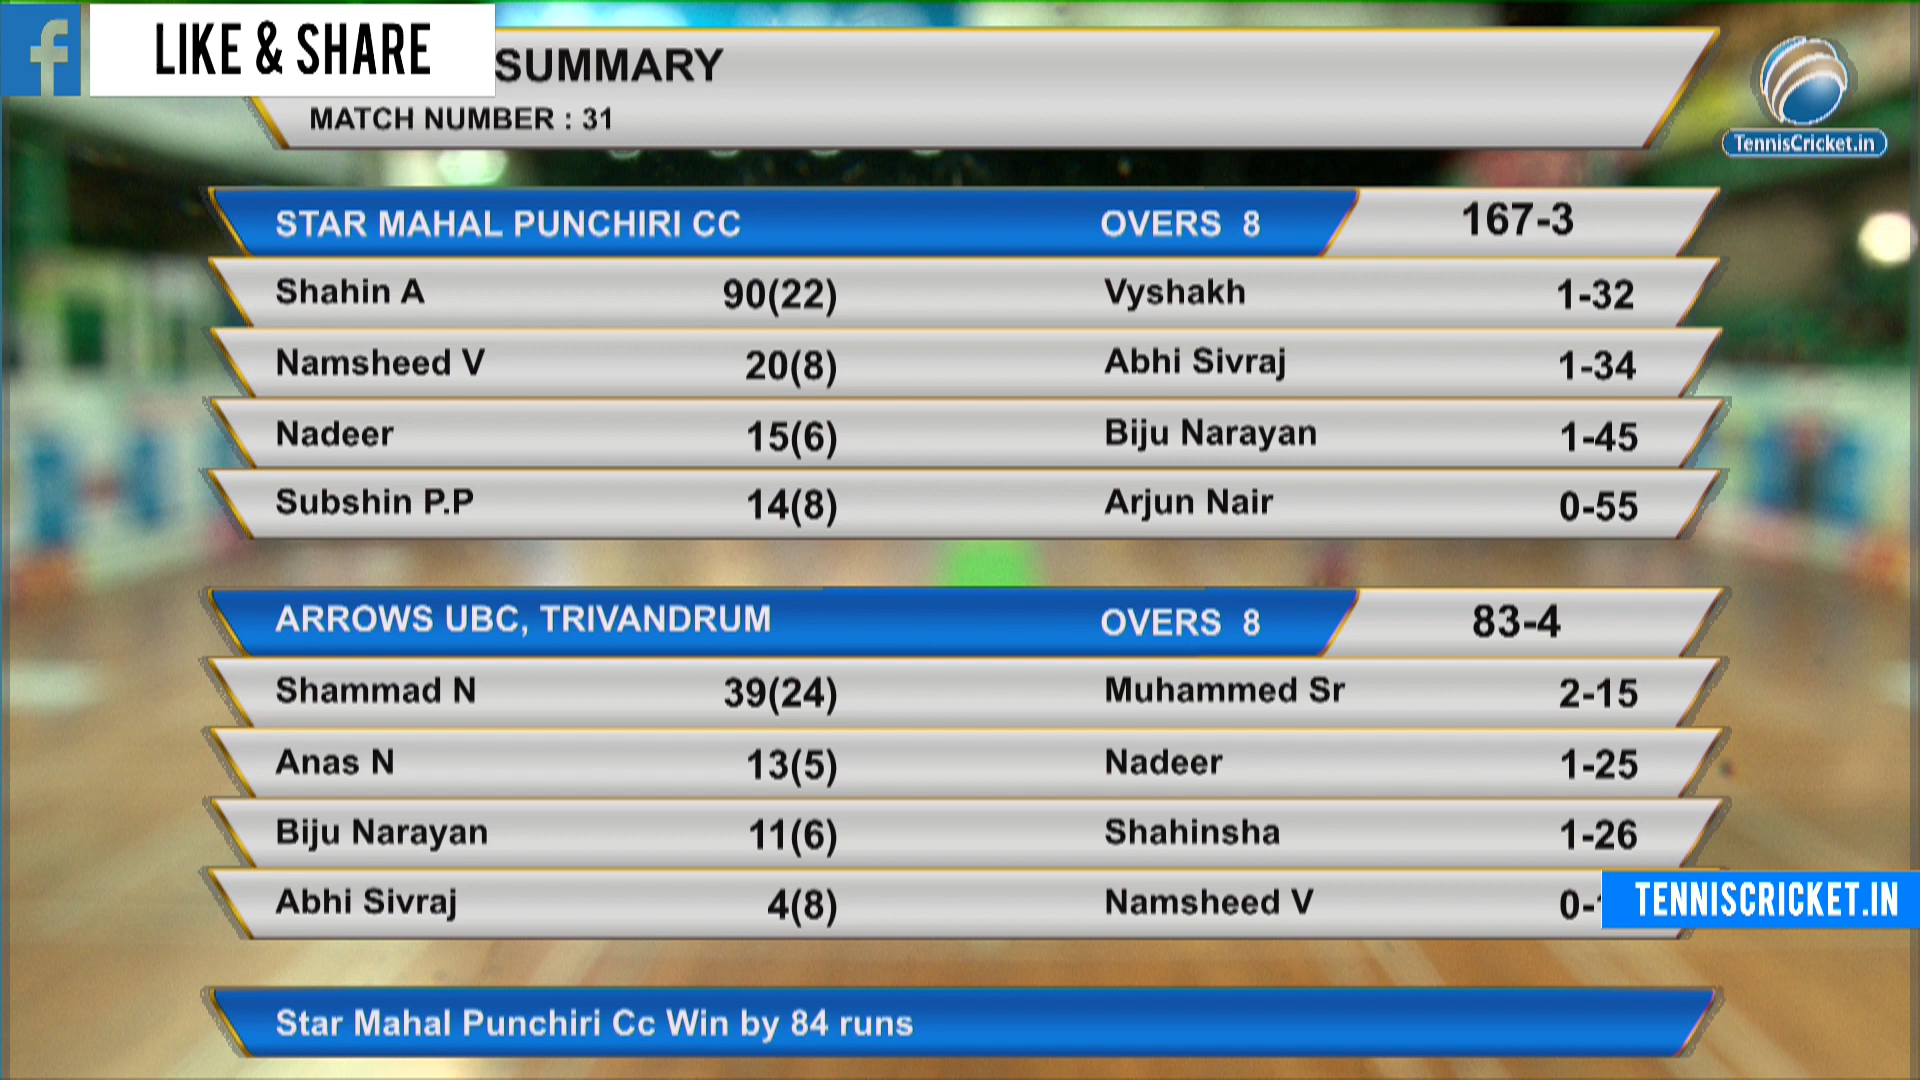 LIKE & SHARE
SUMMARY
MATCH NUMBER : 31
TennisCricket.in
STAR MAHAL PUNCHIRI CC OVERS 8 167-3
Shahin A 90(22) Vyshakh 1-32
Namsheed V 20(8) Abhi Sivraj 1-34
Nadeer 15(6) Biju Narayan 1-45
Subshin P.P 14(8) Arjun Nair 0-55
ARROWS UBC, TRIVANDRUM OVERS 8 83-4
Shammad N 39(24) Muhammed Sr 2-15
Anas N 13(5) Nadeer 1-25
Biju Narayan 11(6) Shahinsha 1-26
Abhi Sivraj 4(8) Namsheed V
TENNISCRICKET.IN
Star Mahal Punchiri Cc Win by 84 runs